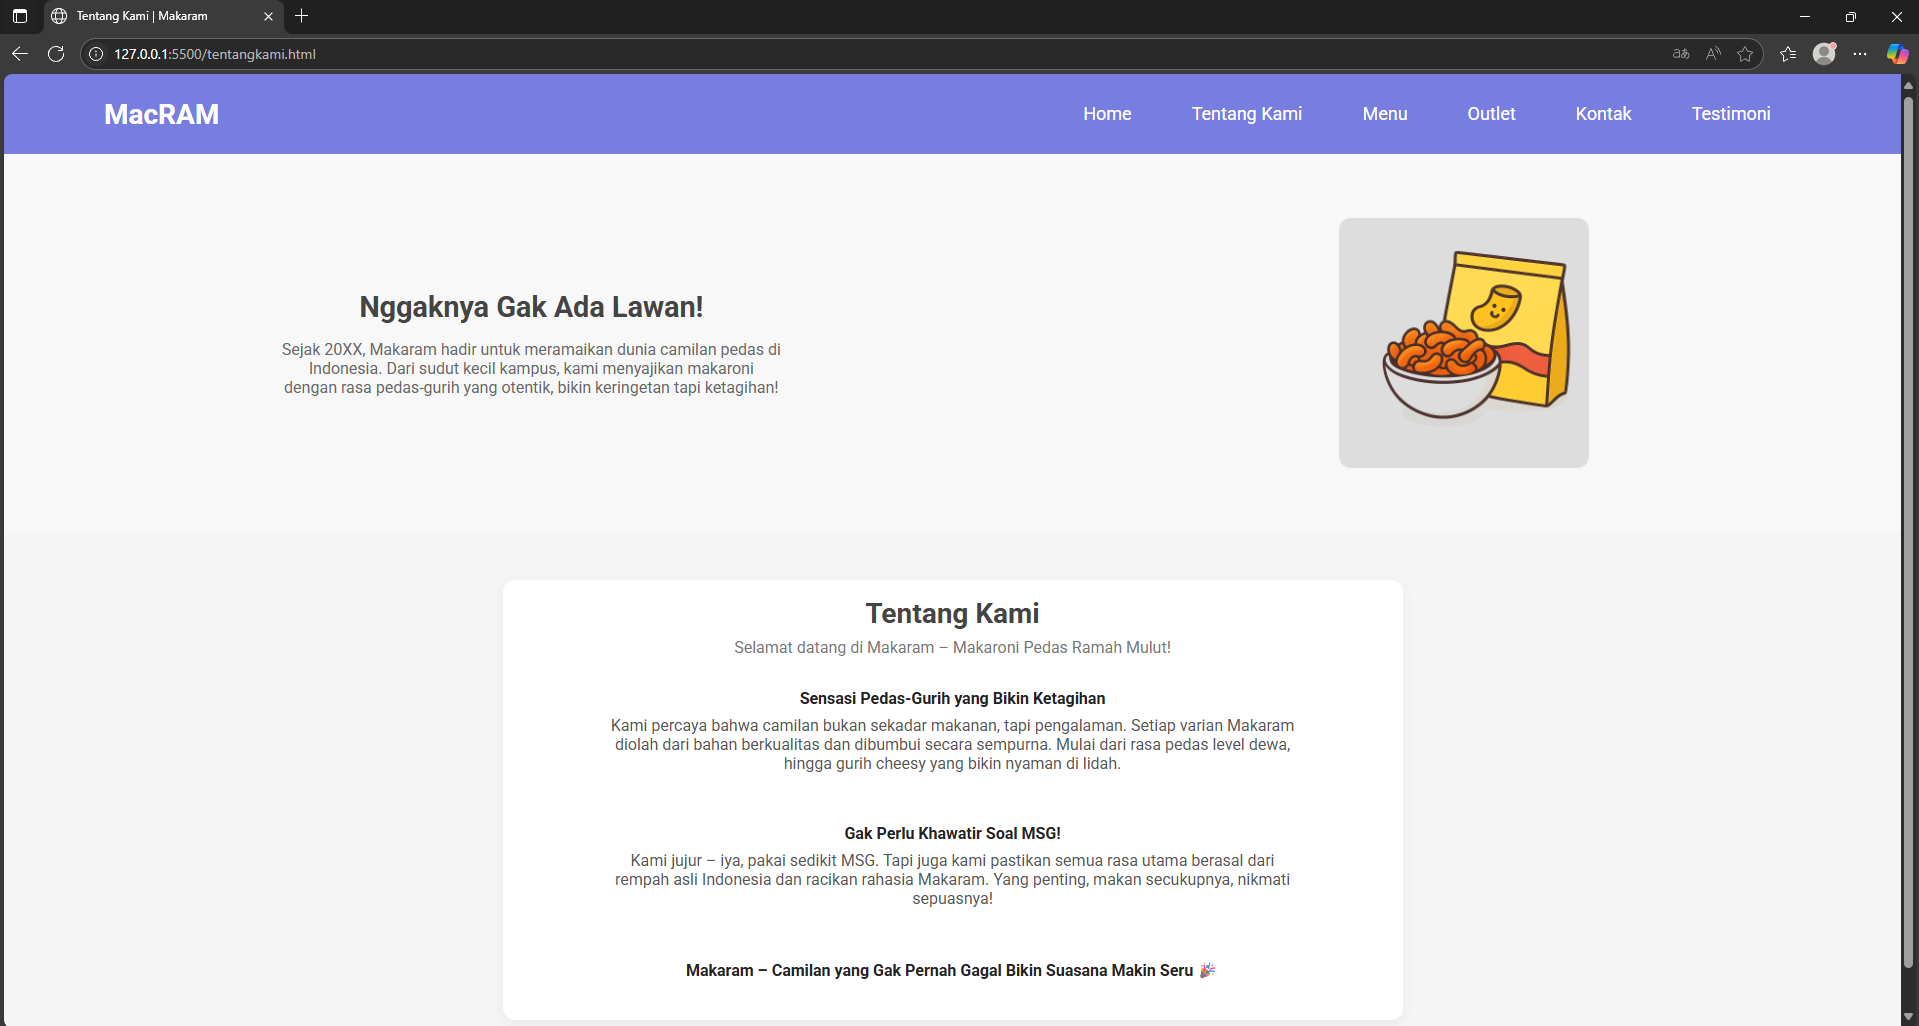 Tentang Kami | Makaram
127.0.0.1:5500/tentangkami.html
MacRAM
Home
Tentang Kami
Menu
Outlet
Kontak
Testimoni
Nggaknya Gak Ada Lawan!
Sejak 20XX, Makaram hadir untuk meramaikan dunia camilan pedas di
Indonesia. Dari sudut kecil kampus, kami menyajikan makaroni
dengan rasa pedas-gurih yang otentik, bikin keringetan tapi ketagihan!
Tentang Kami
Selamat datang di Makaram – Makaroni Pedas Ramah Mulut!
Sensasi Pedas-Gurih yang Bikin Ketagihan
Kami percaya bahwa camilan bukan sekadar makanan, tapi pengalaman. Setiap varian Makaram
diolah dari bahan berkualitas dan dibumbui secara sempurna. Mulai dari rasa pedas level dewa,
hingga gurih cheesy yang bikin nyaman di lidah.
Gak Perlu Khawatir Soal MSG!
Kami jujur – iya, pakai sedikit MSG. Tapi juga kami pastikan semua rasa utama berasal dari
rempah asli Indonesia dan racikan rahasia Makaram. Yang penting, makan secukupnya, nikmati
sepuasnya!
Makaram – Camilan yang Gak Pernah Gagal Bikin Suasana Makin Seru 🎉